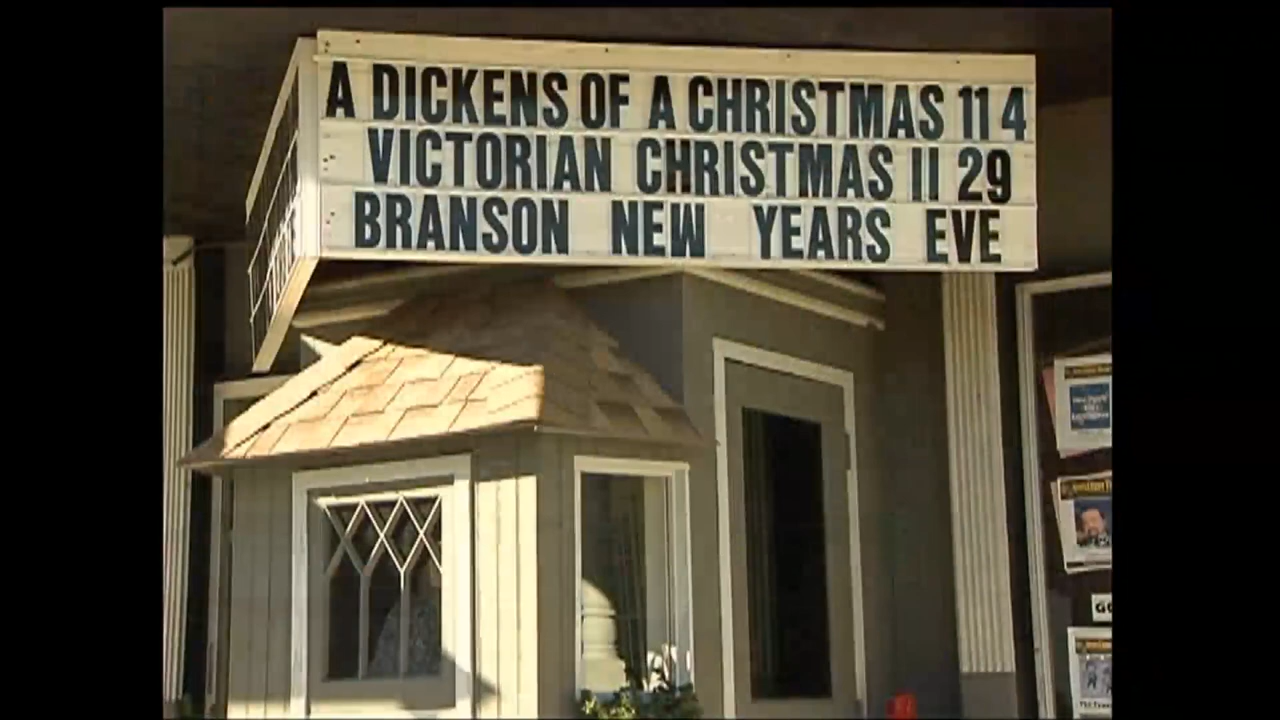 A DICKENS OF A CHRISTMAS 11 4
VICTORIAN CHRISTMAS 11 29
BRANSON NEW YEARS EVE